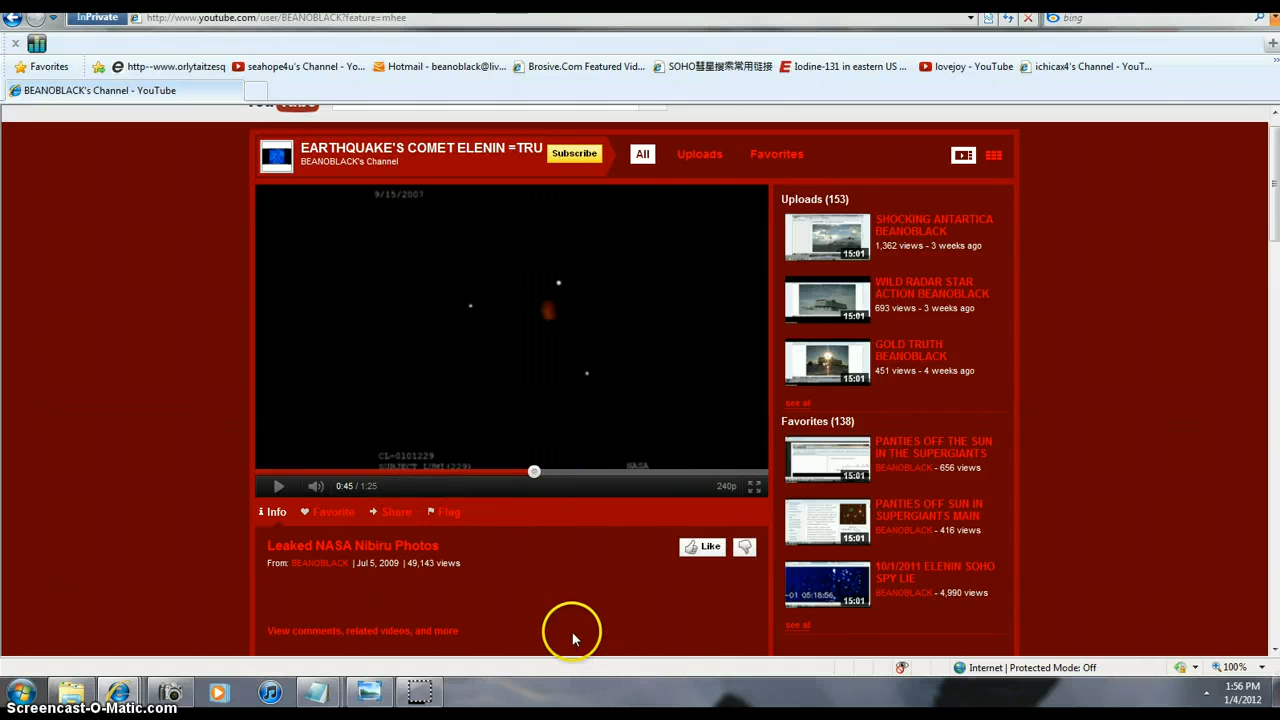 InPrivate
http://www.youtube.com/user/BEANOBLACK?feature=mhee
bing
Favorites
http--www.orlytaitzesq
seahope4u's Channel - Yo...
Hotmail - beanoblack@liv...
Brosive.Com Featured Vid...
SOHO彗星搜索常用链接
Iodine-131 in eastern US ...
lovejoy - YouTube
ichicax4's Channel - YouT...
BEANOBLACK's Channel - YouTube
EARTHQUAKE'S COMET ELENIN =TRU
BEANOBLACK's Channel
Subscribe
All
Uploads
Favorites
9/15/2007
CL-0101229
SUBJECT LUMI(229)
NASA
0:45 / 1:25
240p
Info
Favorite
Share
Flag
Leaked NASA Nibiru Photos
Like
From: BEANOBLACK | Jul 5, 2009 | 49,143 views
View comments, related videos, and more
Uploads (153)
SHOCKING ANTARTICA
BEANOBLACK
1,362 views - 3 weeks ago
15:01
WILD RADAR STAR
ACTION BEANOBLACK
693 views - 3 weeks ago
15:01
GOLD TRUTH
BEANOBLACK
451 views - 4 weeks ago
15:01
see all
Favorites (138)
PANTIES OFF THE SUN
IN THE SUPERGIANTS
BEANOBLACK - 656 views
15:01
PANTIES OFF SUN IN
SUPERGIANTS MAIN
BEANOBLACK - 416 views
15:01
10/1/2011 ELENIN SOHO
SPY LIE
BEANOBLACK - 4,990 views
-01 05:18:56
15:01
see all
Internet | Protected Mode: Off
100%
1:56 PM
1/4/2012
Screencast-O-Matic.com